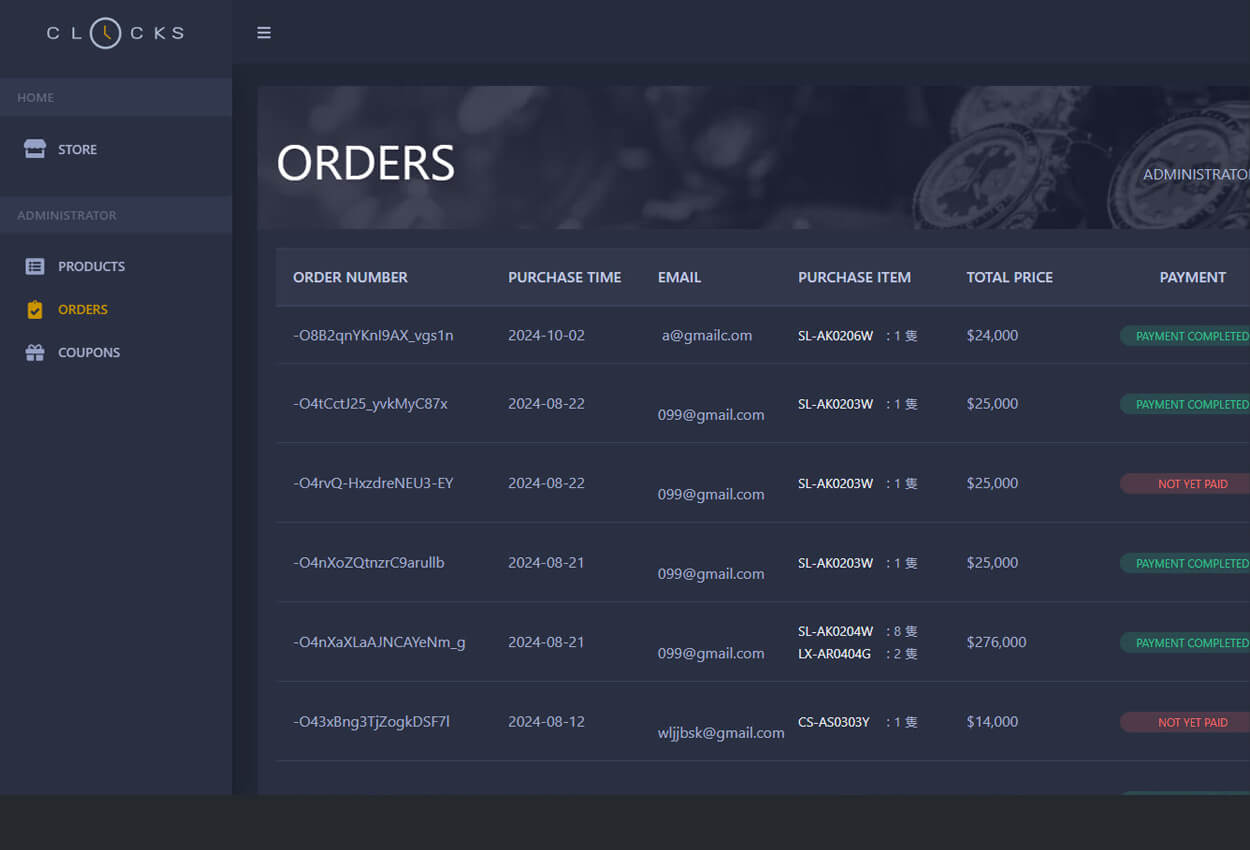 CLOCKS
HOME
STORE
ADMINISTRATOR
PRODUCTS
ORDERS
COUPONS
ORDERS
ADMINISTRATOR
ORDER NUMBER PURCHASE TIME EMAIL PURCHASE ITEM TOTAL PRICE PAYMENT
-O8B2qnYKnI9AX_vgs1n 2024-10-02 a@gmailc.om SL-AK0206W : 1 隻 $24,000 PAYMENT COMPLETED
-O4tCctJ25_yvkMyC87x 2024-08-22 099@gmail.com SL-AK0203W : 1 隻 $25,000 PAYMENT COMPLETED
-O4rvQ-HxzdreNEU3-EY 2024-08-22 099@gmail.com SL-AK0203W : 1 隻 $25,000 NOT YET PAID
-O4nXoZQtnzrC9arullb 2024-08-21 099@gmail.com SL-AK0203W : 1 隻 $25,000 PAYMENT COMPLETED
-O4nXaXLaAJNCAYeNm_g 2024-08-21 099@gmail.com SL-AK0204W : 8 隻 $276,000 PAYMENT COMPLETED
LX-AR0404G : 2 隻
-O43xBng3TjZogkDSF7l 2024-08-12 wljjbsk@gmail.com CS-AS0303Y : 1 隻 $14,000 NOT YET PAID